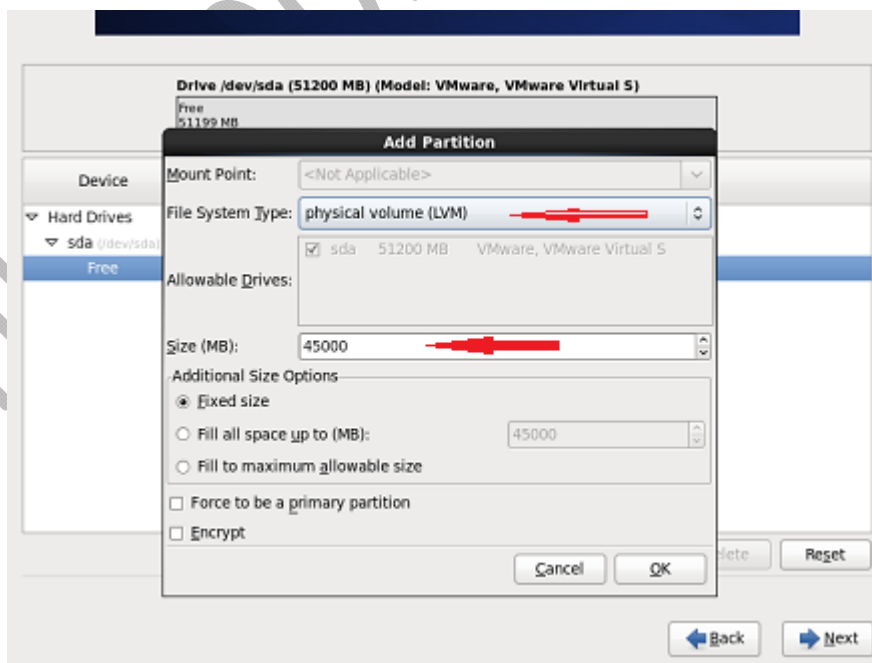 Drive /dev/sda (51200 MB) (Model: VMware, VMware Virtual S)
Free
51199 MB
Add Partition
Device
Mount Point: <Not Applicable>
File System Type: physical volume (LVM)
Hard Drives
sda (/dev/sda)
Free
sda 51200 MB VMware, VMware Virtual S
Allowable Drives:
Size (MB): 45000
Additional Size Options
Fixed size
Fill all space up to (MB): 45000
Fill to maximum allowable size
Force to be a primary partition
Encrypt
Cancel OK
Reset
Back Next